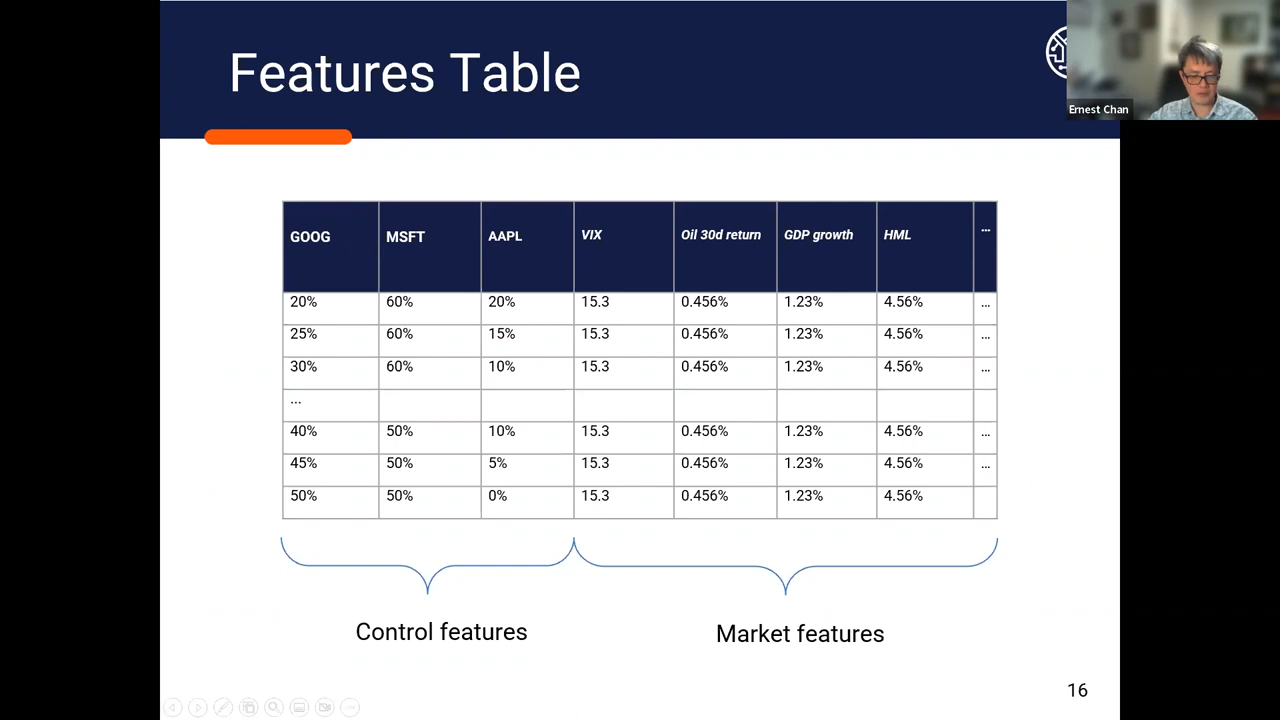 Features Table
Ernest Chan
GOOG MSFT AAPL VIX Oil 30d return GDP growth HML ...
20% 60% 20% 15.3 0.456% 1.23% 4.56% ...
25% 60% 15% 15.3 0.456% 1.23% 4.56% ...
30% 60% 10% 15.3 0.456% 1.23% 4.56% ...
...
40% 50% 10% 15.3 0.456% 1.23% 4.56% ...
45% 50% 5% 15.3 0.456% 1.23% 4.56% ...
50% 50% 0% 15.3 0.456% 1.23% 4.56%
Control features Market features
16